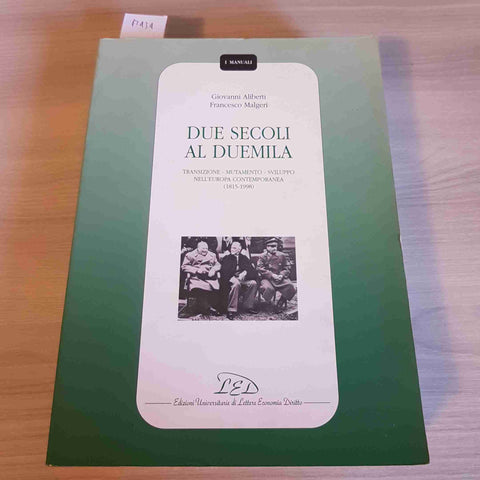 I MANUALI
Giovanni Aliberti
Francesco Malgeri
DUE SECOLI
AL DUEMILA
TRANSIZIONE - MUTAMENTO - SVILUPPO
NELL'EUROPA CONTEMPORANEA
(1815-1998)
LED
Edizioni Universitarie di Lettere Economia Diritto